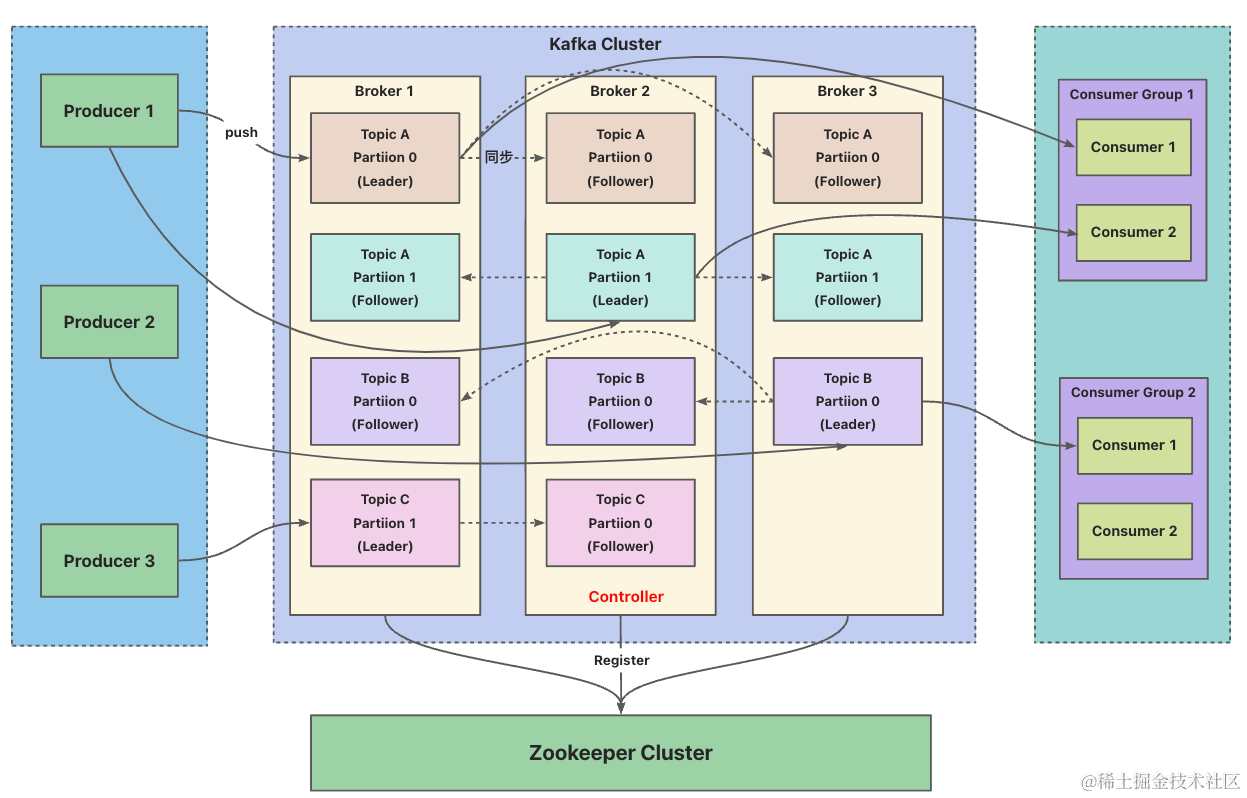 Kafka Cluster
Producer 1
push
Producer 2
Producer 3
Broker 1
Topic A
Partiion 0
(Leader)
同步
Topic A
Partiion 1
(Follower)
Topic B
Partiion 0
(Follower)
Topic C
Partiion 1
(Leader)
Broker 2
Topic A
Partiion 0
(Follower)
Topic A
Partiion 1
(Leader)
Topic B
Partiion 0
(Follower)
Topic C
Partiion 0
(Follower)
Controller
Broker 3
Topic A
Partiion 0
(Follower)
Topic A
Partiion 1
(Follower)
Topic B
Partiion 0
(Leader)
Consumer Group 1
Consumer 1
Consumer 2
Consumer Group 2
Consumer 1
Consumer 2
Register
Zookeeper Cluster
@稀土掘金技术社区